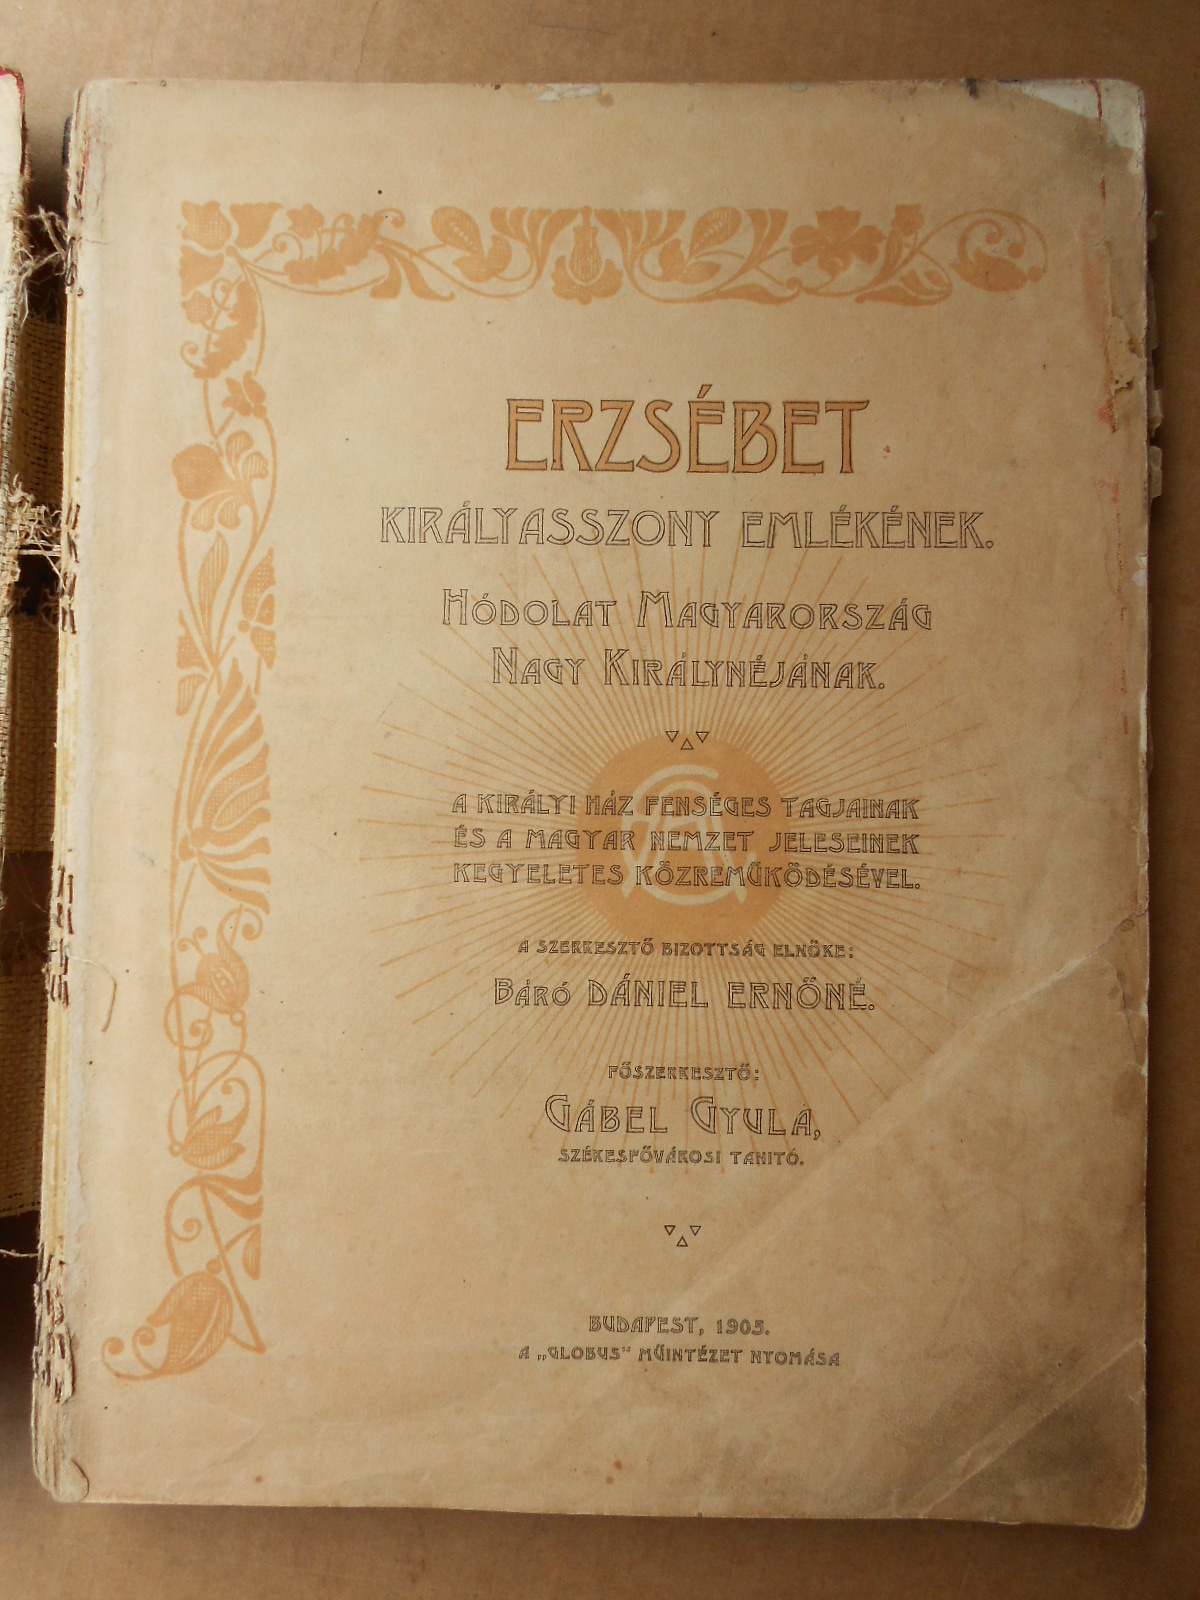 ERZSÉBET
KIRÁLYASSZONY EMLÉKÉNEK.
HÓDOLAT MAGYARORSZÁG
NAGY KIRÁLYNÉJÁNAK.
A KIRÁLYI HÁZ FENSÉGES TAGJAINAK
ÉS A MAGYAR NEMZET JELESEINEK
KEGYELETES KÖZREMŰKÖDÉSÉVEL.
A SZERKESZTŐ BIZOTTSÁG ELNÖKE:
BÁRÓ DÁNIEL ERNŐNÉ.
FŐSZERKESZTŐ:
GÁBEL GYULA,
SZÉKESFŐVÁROSI TANITÓ.
BUDAPEST, 1905.
A „GLOBUS" MŰINTÉZET NYOMÁSA